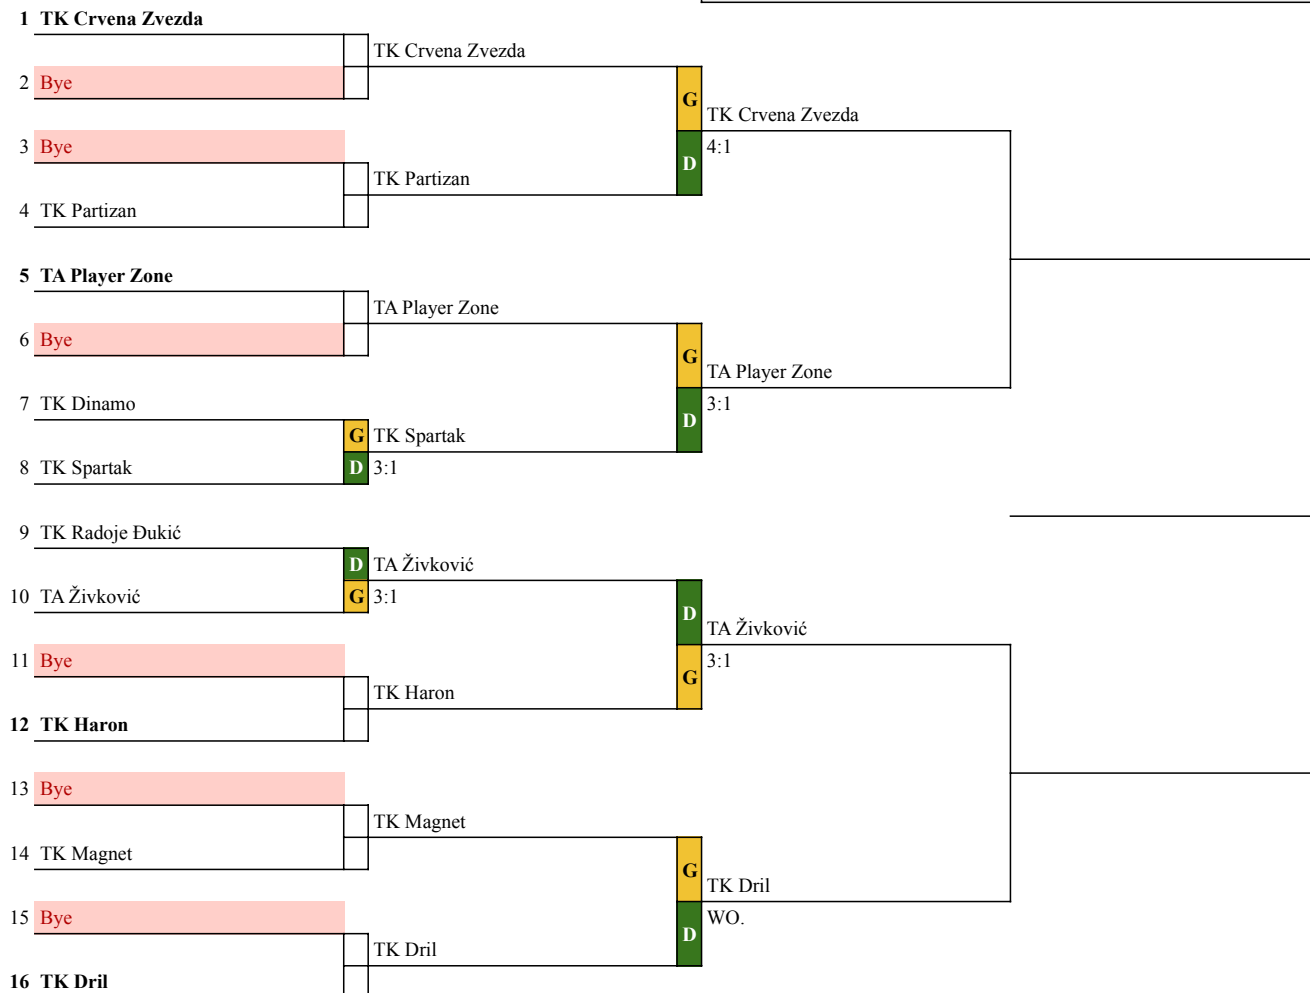 1 TK Crvena Zvezda
TK Crvena Zvezda
2 Bye
G
TK Crvena Zvezda
3 Bye
4:1
D
TK Partizan
4 TK Partizan
5 TA Player Zone
TA Player Zone
6 Bye
G
TA Player Zone
7 TK Dinamo
3:1
D
G TK Spartak
8 TK Spartak
D 3:1
9 TK Radoje Đukić
D TA Živković
10 TA Živković
G 3:1
D
TA Živković
11 Bye
3:1
G
TK Haron
12 TK Haron
13 Bye
TK Magnet
14 TK Magnet
G
TK Dril
15 Bye
WO.
D
TK Dril
16 TK Dril